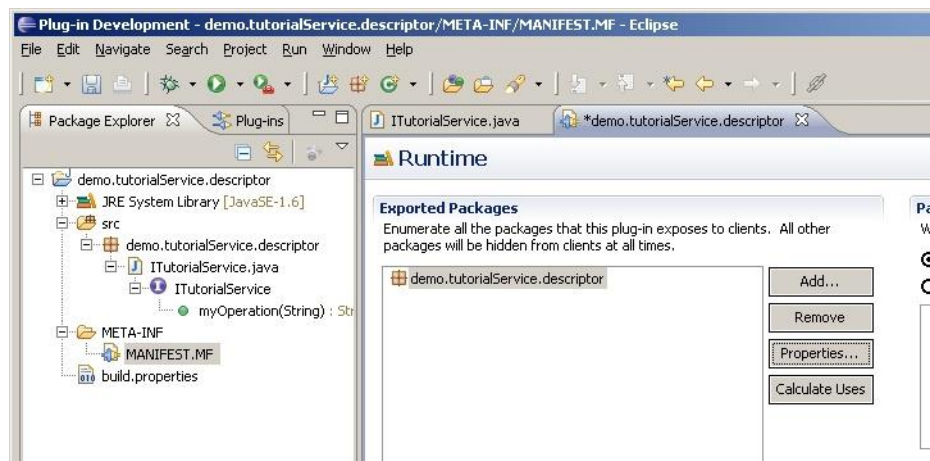 Plug-in Development - demo.tutorialService.descriptor/META-INF/MANIFEST.MF - Eclipse
File Edit Navigate Search Project Run Window Help
Package Explorer Plug-ins
ITutorialService.java *demo.tutorialService.descriptor
Runtime
demo.tutorialService.descriptor
JRE System Library [JavaSE-1.6]
src
demo.tutorialService.descriptor
ITutorialService.java
ITutorialService
myOperation(String) : Str
META-INF
MANIFEST.MF
build.properties
Exported Packages
Enumerate all the packages that this plug-in exposes to clients. All other
packages will be hidden from clients at all times.
demo.tutorialService.descriptor
Add...
Remove
Properties...
Calculate Uses
Pa
W